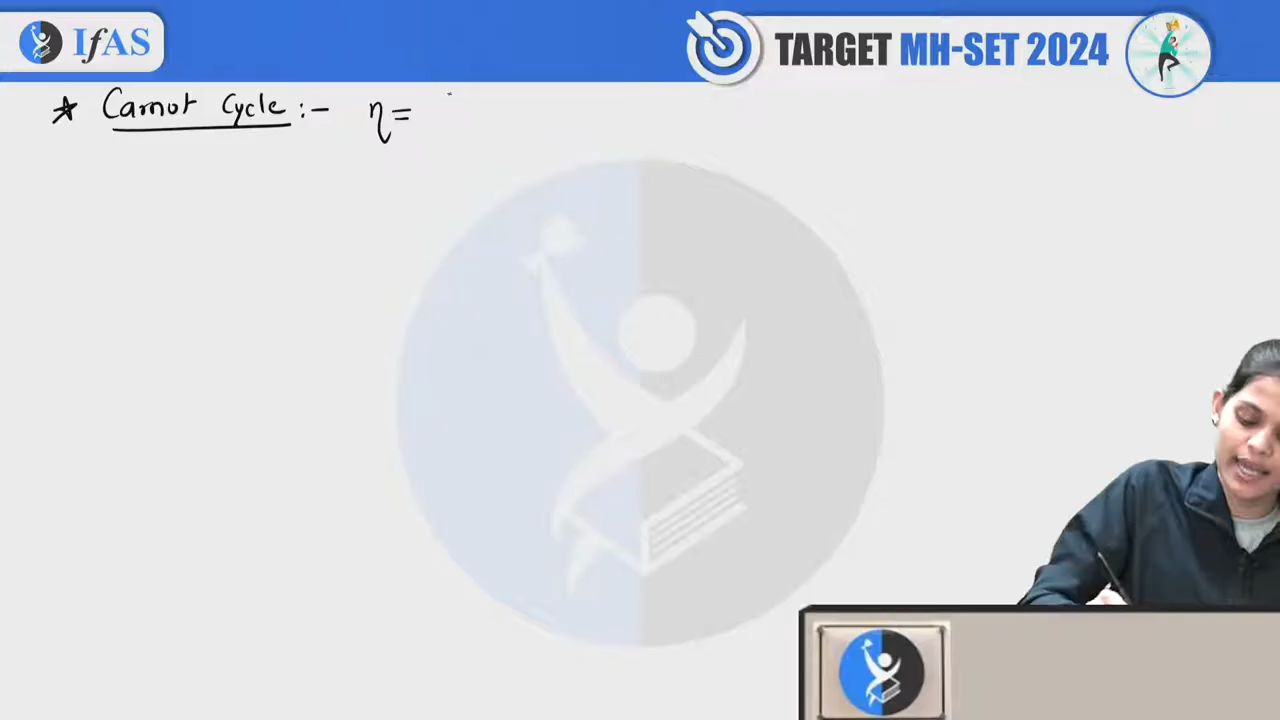 IfAS
TARGET MH-SET 2024
* Carnot Cycle :- η =